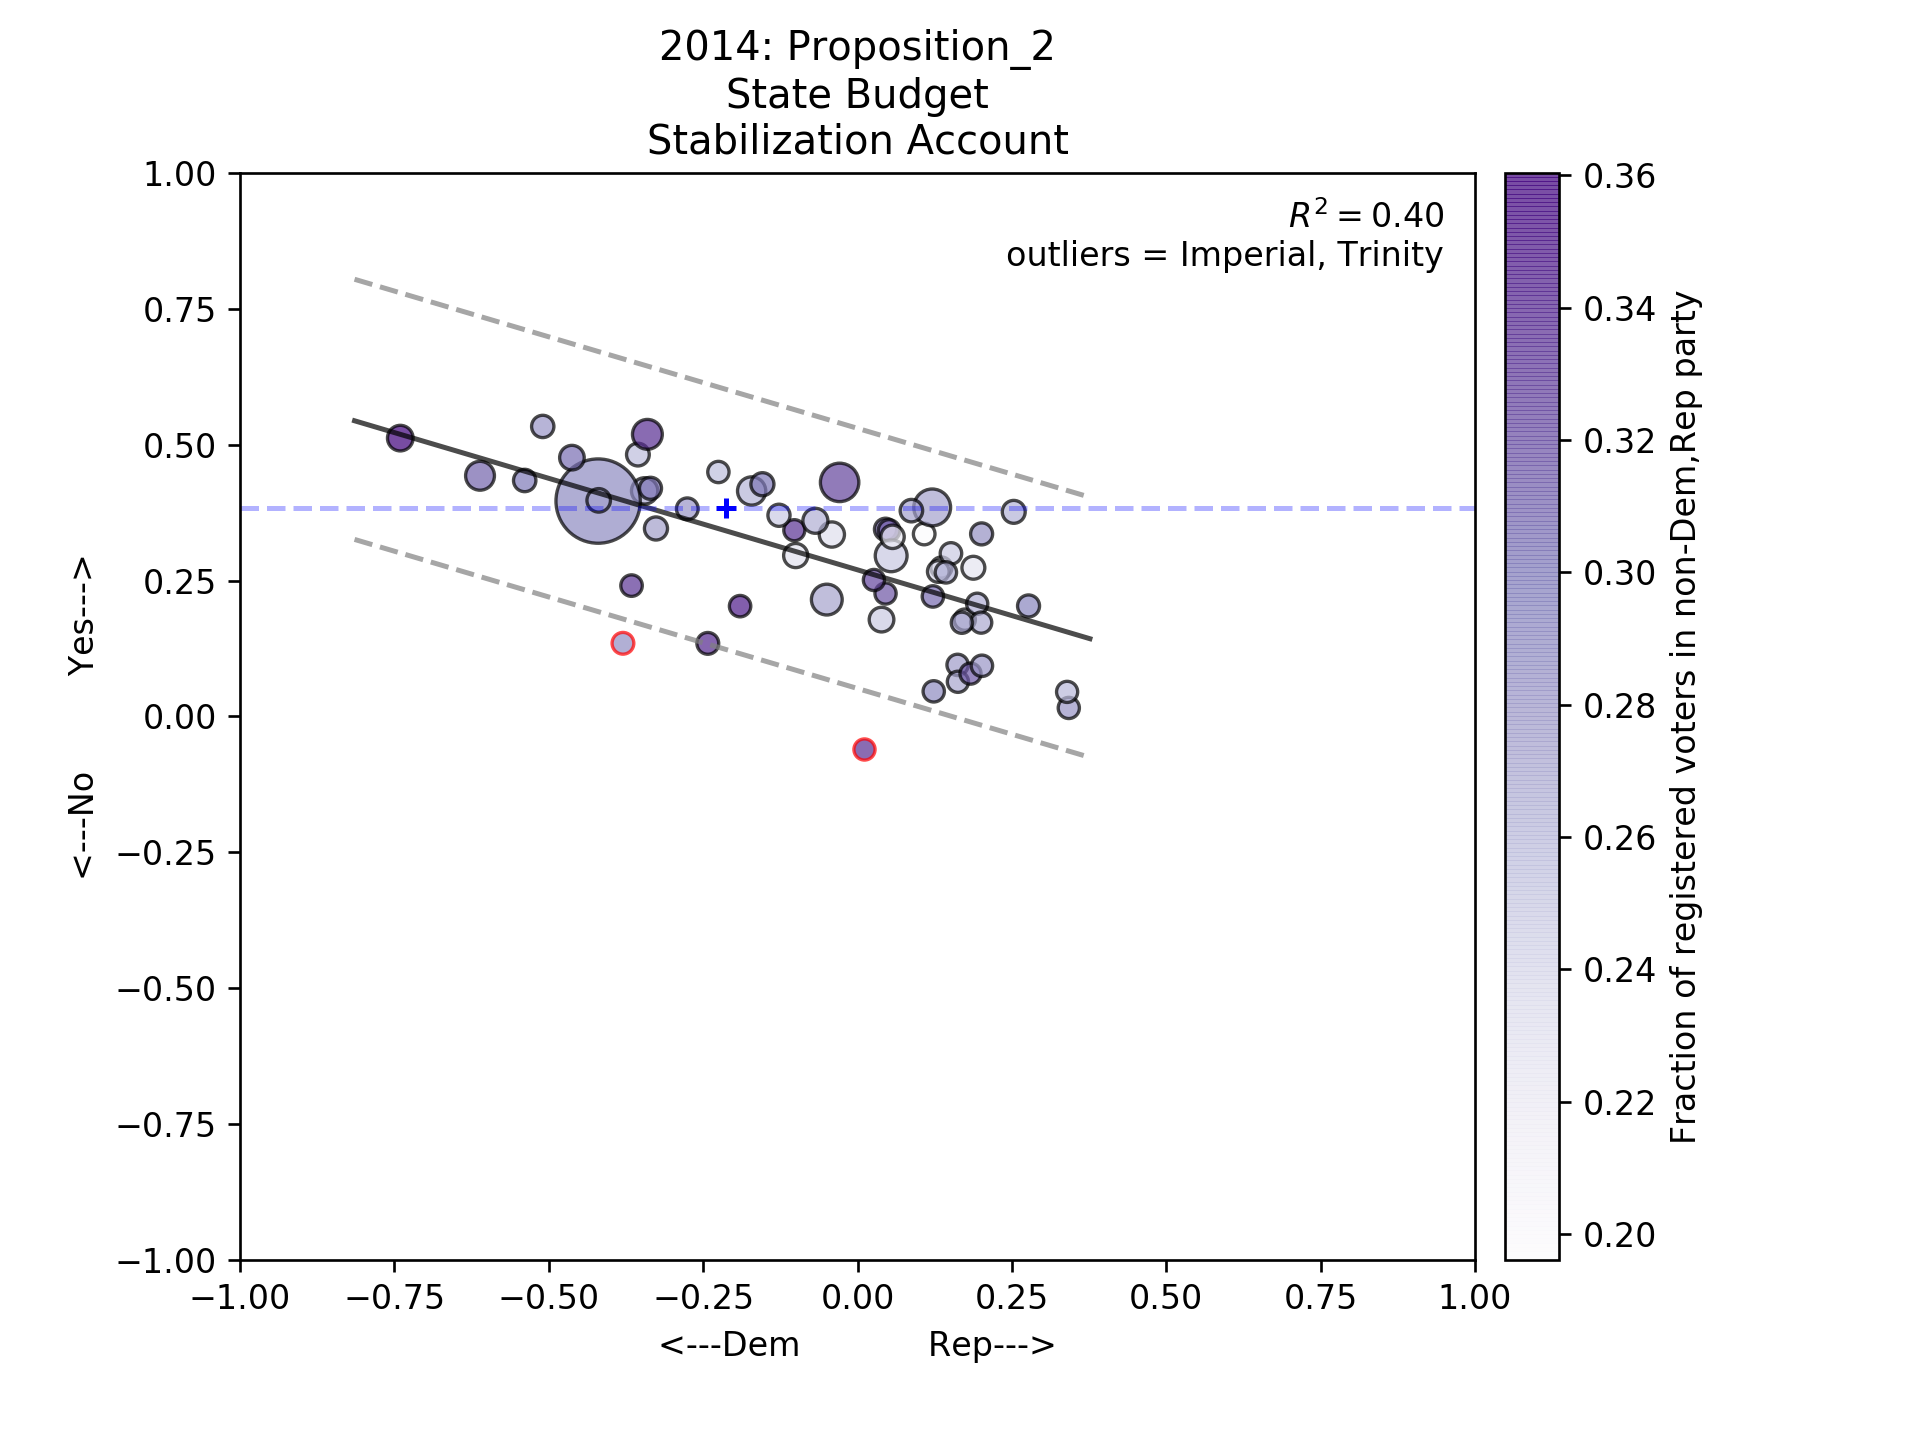 2014: Proposition_2
State Budget
Stabilization Account
R² = 0.40
outliers = Imperial, Trinity
1.00
0.75
0.50
0.25
0.00
−0.25
−0.50
−0.75
−1.00
<---No Yes--->
−1.00 −0.75 −0.50 −0.25 0.00 0.25 0.50 0.75 1.00
<---Dem Rep--->
0.36
0.34
0.32
0.30
0.28
0.26
0.24
0.22
0.20
Fraction of registered voters in non-Dem,Rep party